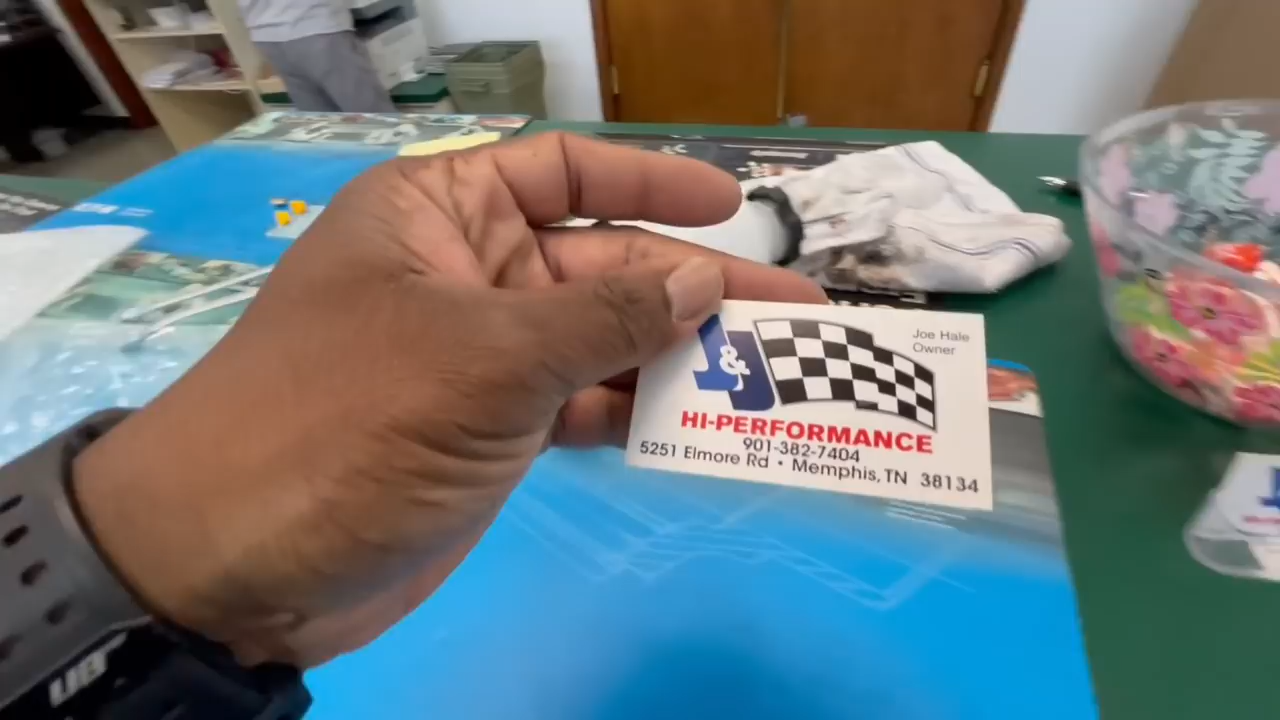 Joe Hale
Owner
J&J
HI-PERFORMANCE
901-382-7404
5251 Elmore Rd • Memphis, TN 38134